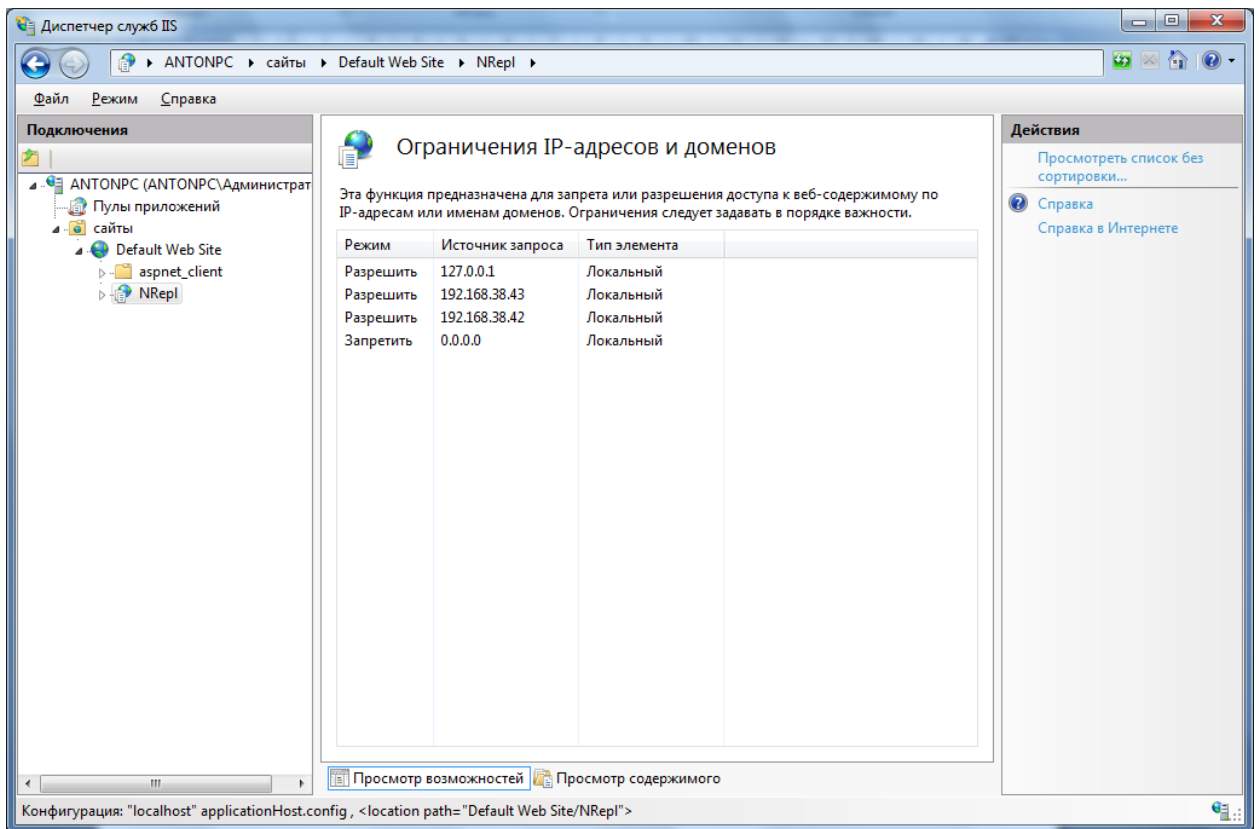 Диспетчер служб IIS
ANTONPC сайты Default Web Site NRepl
Файл Режим Справка
Подключения
ANTONPC (ANTONPC\Администрат
Пулы приложений
сайты
Default Web Site
aspnet_client
NRepl
Ограничения IP-адресов и доменов
Эта функция предназначена для запрета или разрешения доступа к веб-содержимому по
IP-адресам или именам доменов. Ограничения следует задавать в порядке важности.
Режим Источник запроса Тип элемента
Разрешить 127.0.0.1 Локальный
Разрешить 192.168.38.43 Локальный
Разрешить 192.168.38.42 Локальный
Запретить 0.0.0.0 Локальный
Просмотр возможностей Просмотр содержимого
Действия
Просмотреть список без
сортировки...
Справка
Справка в Интернете
Конфигурация: "localhost" applicationHost.config , <location path="Default Web Site/NRepl">